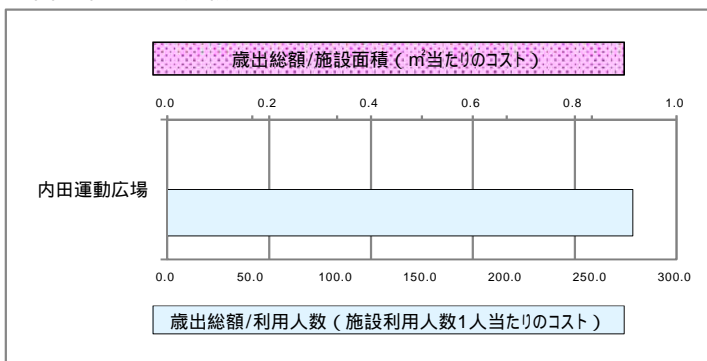 歳出総額/施設面積（㎡当たりのコスト）
0.0 0.2 0.4 0.6 0.8 1.0
内田運動広場
0.0 50.0 100.0 150.0 200.0 250.0 300.0
歳出総額/利用人数（施設利用人数1人当たりのコスト）